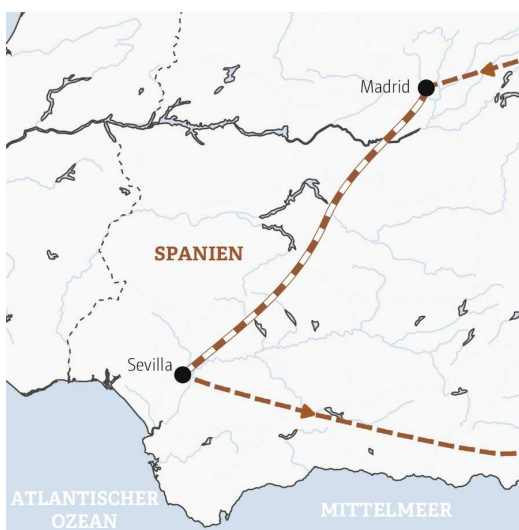 Madrid
SPANIEN
Sevilla
ATLANTISCHER
OZEAN
MITTELMEER